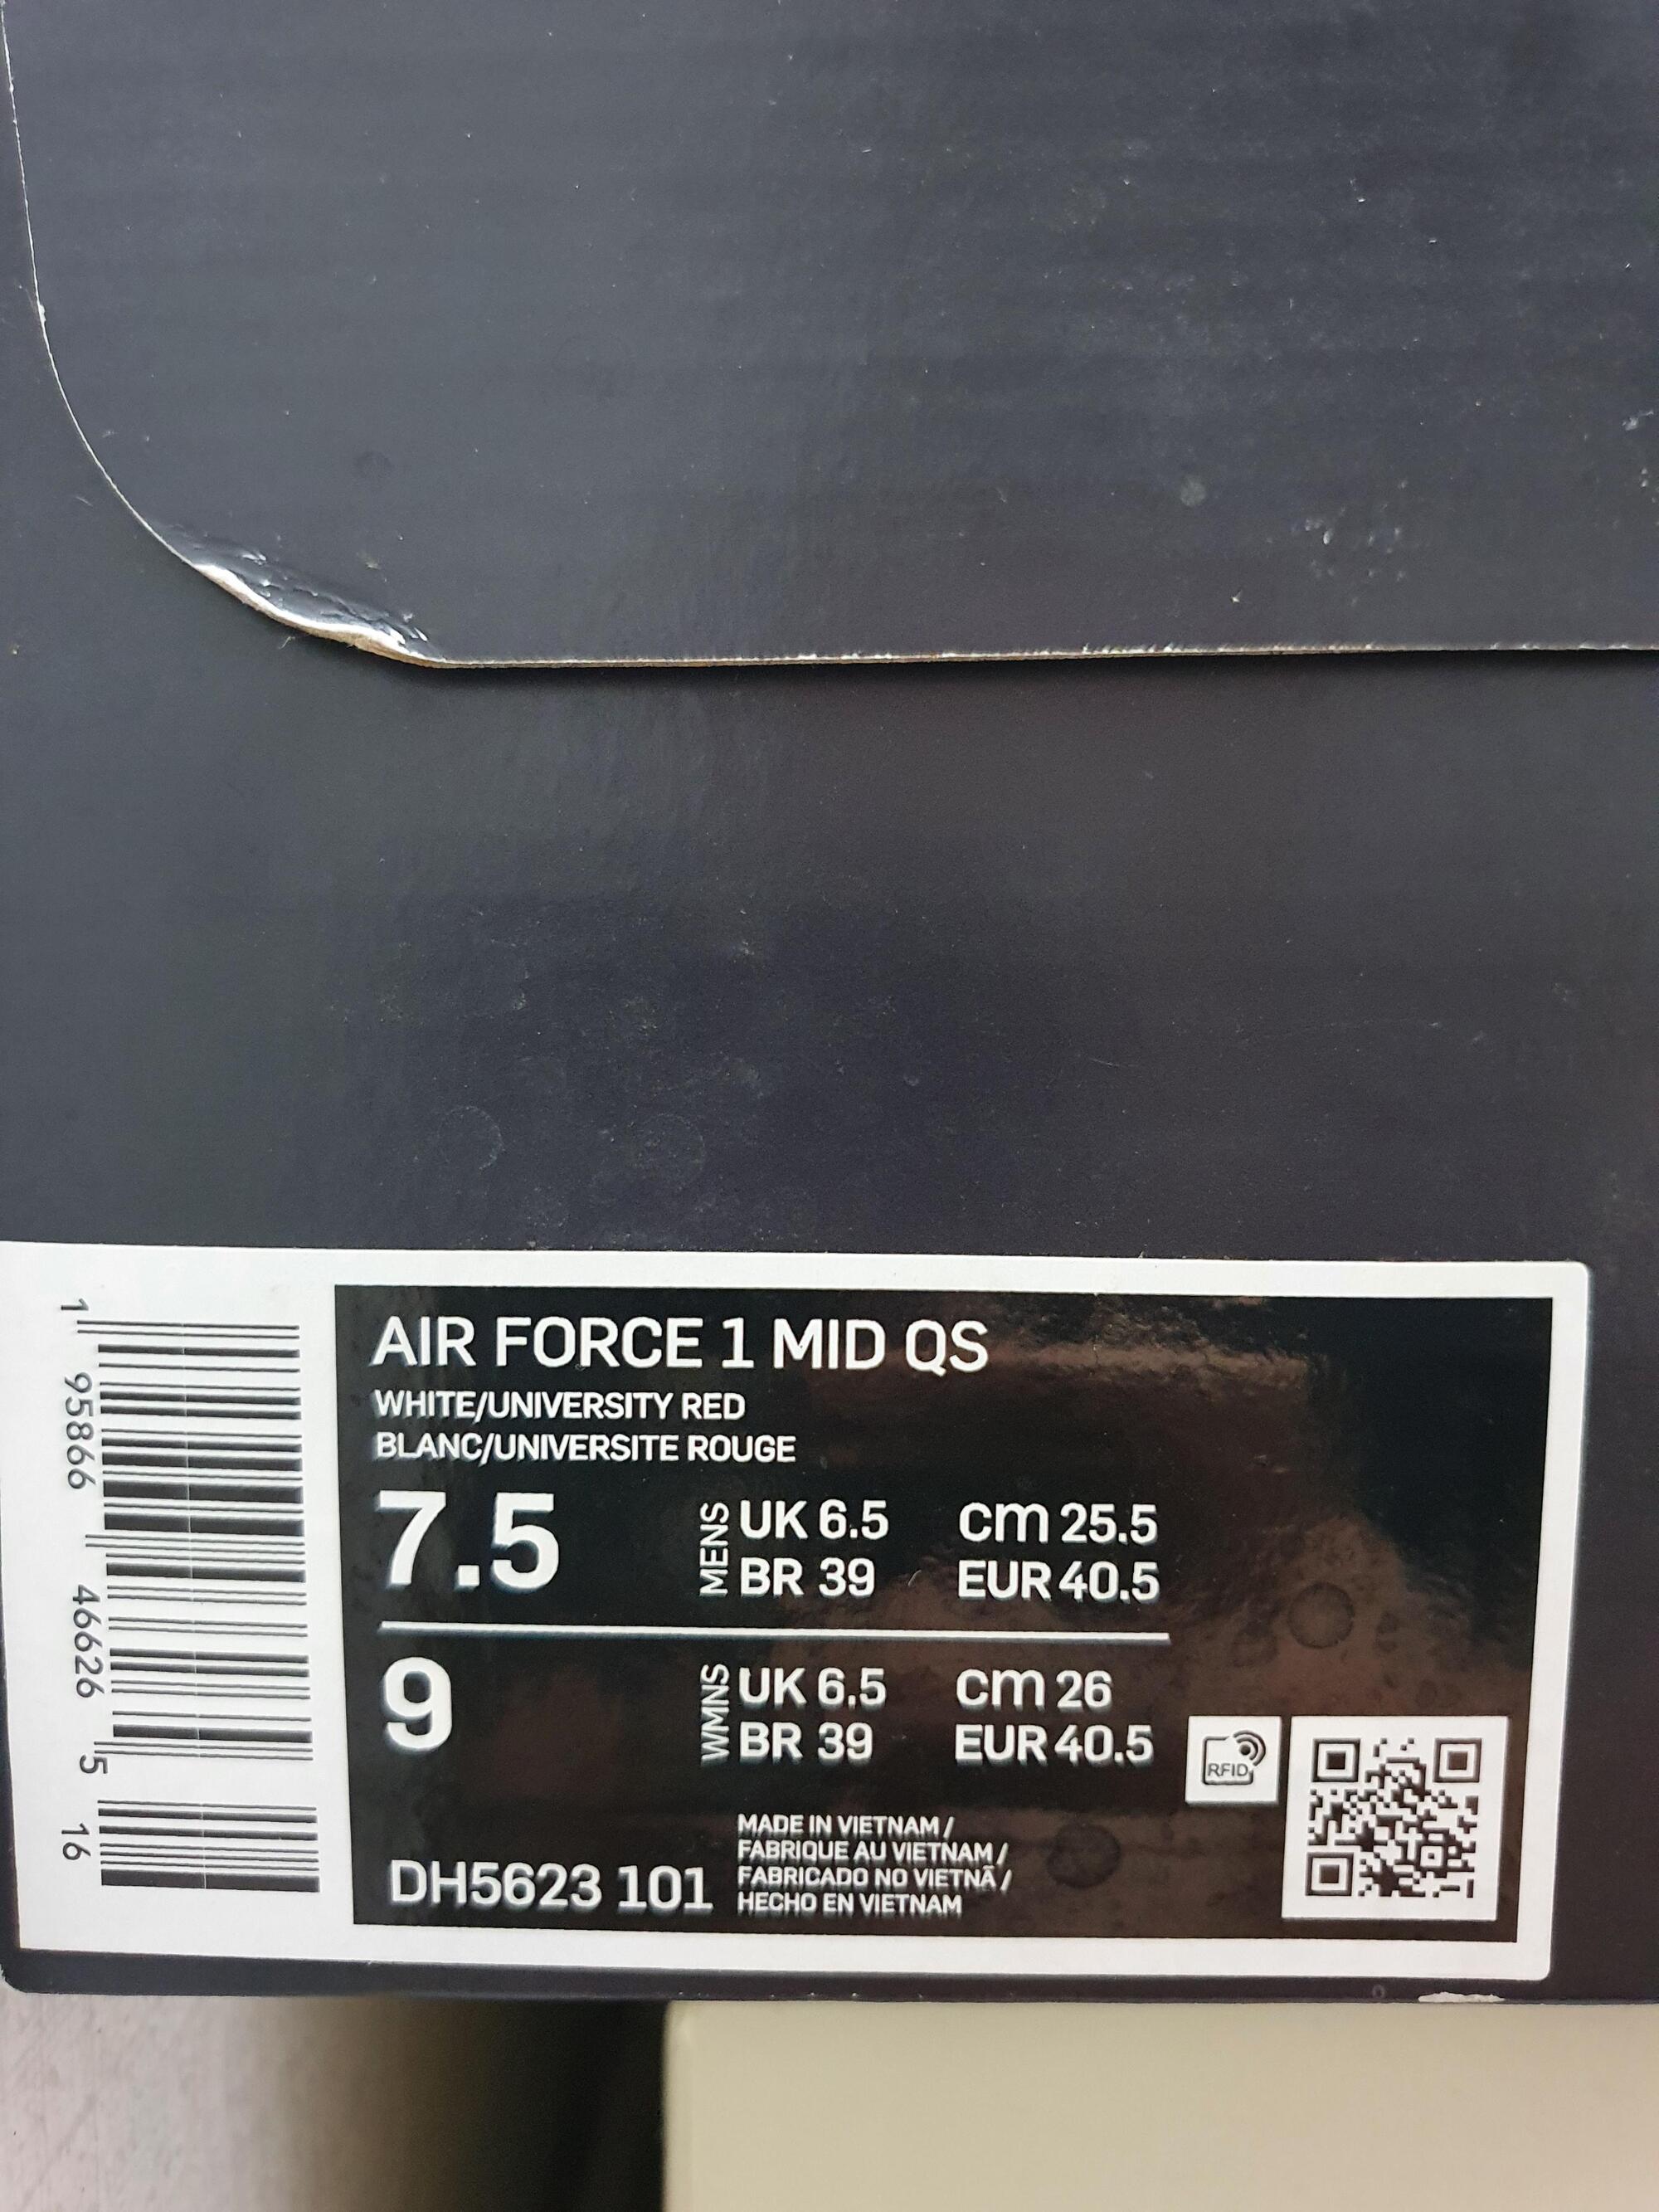 AIR FORCE 1 MID QS
WHITE/UNIVERSITY RED
BLANC/UNIVERSITE ROUGE
7.5
MENS
UK 6.5 cm 25.5
BR 39 EUR 40.5
9
WMNS
UK 6.5 cm 26
BR 39 EUR 40.5
RFID
MADE IN VIETNAM /
FABRIQUE AU VIETNAM /
FABRICADO NO VIETNÃ /
HECHO EN VIETNAM
DH5623 101
1 95866 46626 5 16